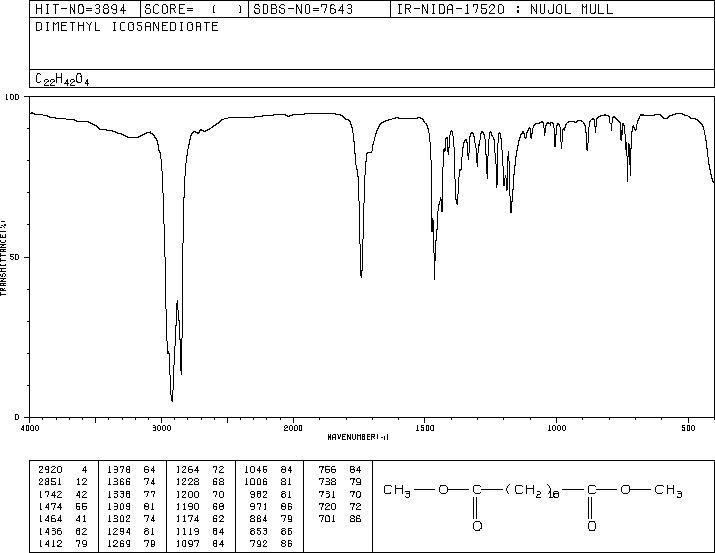 HIT-NO=3894 SCORE= ( ) SDBS-NO=7643 IR-NIDA-17520 : NUJOL MULL
DIMETHYL ICOSANEDIOATE
C22H42O4
100
50
0
TRANSMITTANCE(%)
4000 3000 2000 1500 1000 500
WAVENUMBER(-1)
2920 4 1378 64 1264 72 1046 84 756 84
2851 12 1366 74 1228 68 1006 81 738 79
1742 42 1338 77 1200 70 982 81 731 70
1474 55 1309 81 1190 68 971 86 720 72
1464 41 1302 74 1174 62 884 79 701 86
1436 62 1294 81 1119 84 853 86
1412 79 1269 79 1097 84 792 86
CH3 O C (CH2)18 C O CH3
O O